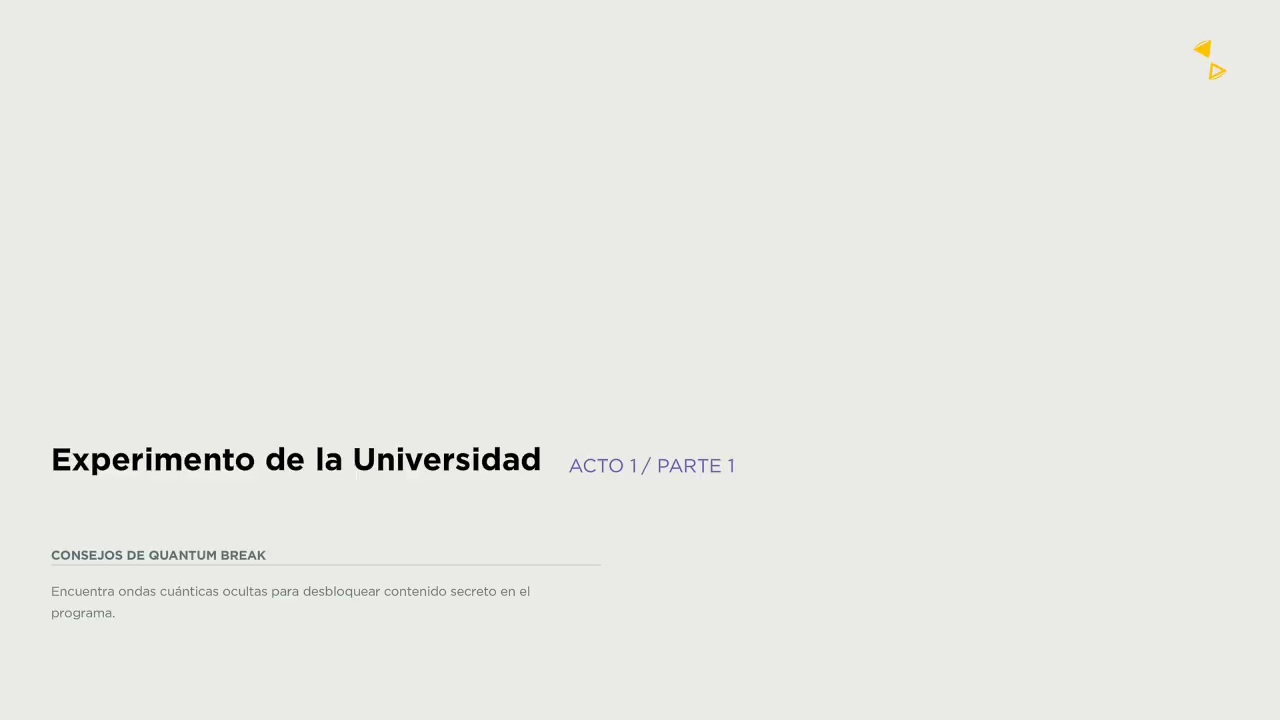 Experimento de la Universidad ACTO 1 / PARTE 1
CONSEJOS DE QUANTUM BREAK
Encuentra ondas cuánticas ocultas para desbloquear contenido secreto en el
programa.